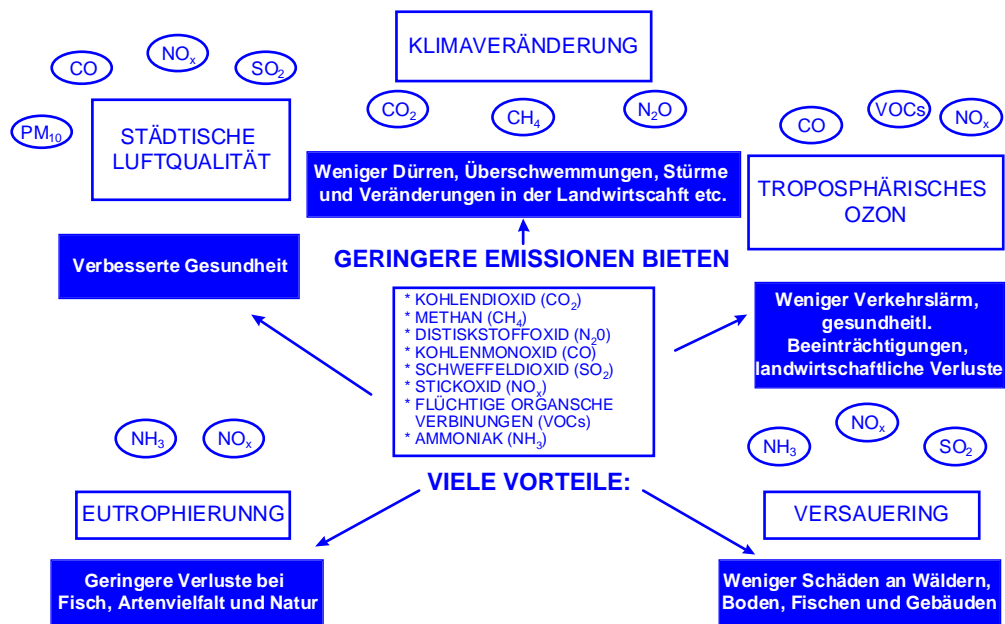 KLIMAVERÄNDERUNG
CO
NOₓ
SO₂
PM₁₀
STÄDTISCHE
LUFTQUALITÄT
CO₂
CH₄
N₂O
CO
VOCs
NOₓ
Weniger Dürren, Überschwemmungen, Stürme
und Veränderungen in der Landwirtscahft etc.
TROPOSPHÄRISCHES
OZON
Verbesserte Gesundheit
GERINGERE EMISSIONEN BIETEN
* KOHLENDIOXID (CO₂)
* METHAN (CH₄)
* DISTISKSTOFFOXID (N₂0)
* KOHLENMONOXID (CO)
* SCHWEFFELDIOXID (SO₂)
* STICKOXID (NOₓ)
* FLÜCHTIGE ORGANSCHE
VERBINUNGEN (VOCs)
* AMMONIAK (NH₃)
Weniger Verkehrslärm,
gesundheitl.
Beeinträchtigungen,
landwirtschaftliche Verluste
NH₃
NOₓ
NH₃
NOₓ
SO₂
VIELE VORTEILE:
EUTROPHIERUNNG
VERSAUERING
Geringere Verluste bei
Fisch, Artenvielfalt und Natur
Weniger Schäden an Wäldern,
Boden, Fischen und Gebäuden